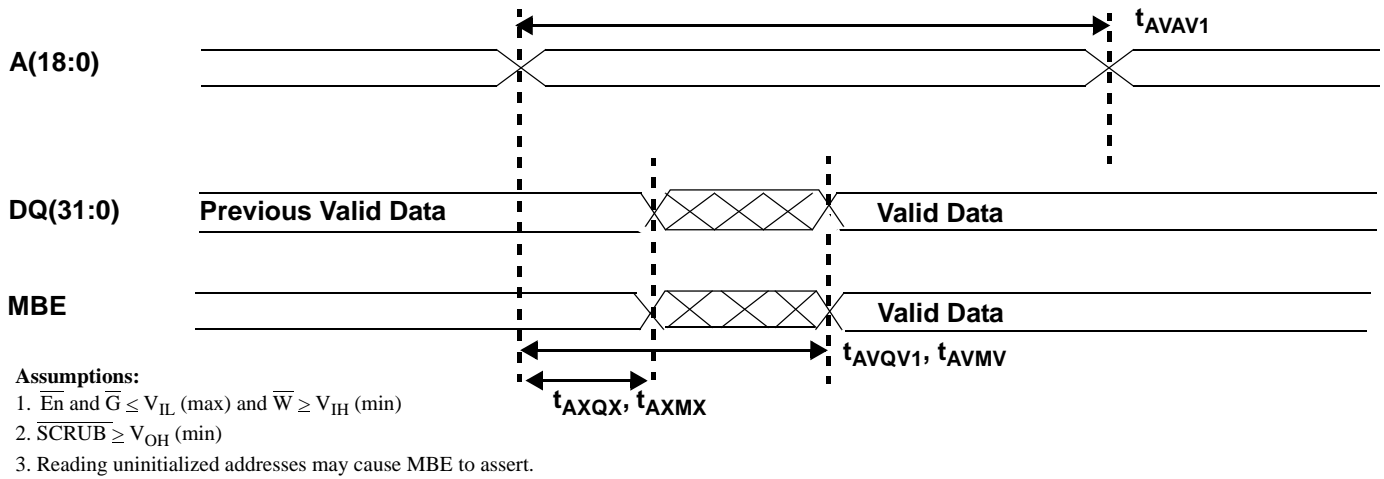 tAVAV1
A(18:0)
DQ(31:0) Previous Valid Data Valid Data
MBE Valid Data
tAVQV1, tAVMV
tAXQX, tAXMX
Assumptions:
1. En and G ≤ VIL (max) and W ≥ VIH (min)
2. SCRUB ≥ VOH (min)
3. Reading uninitialized addresses may cause MBE to assert.